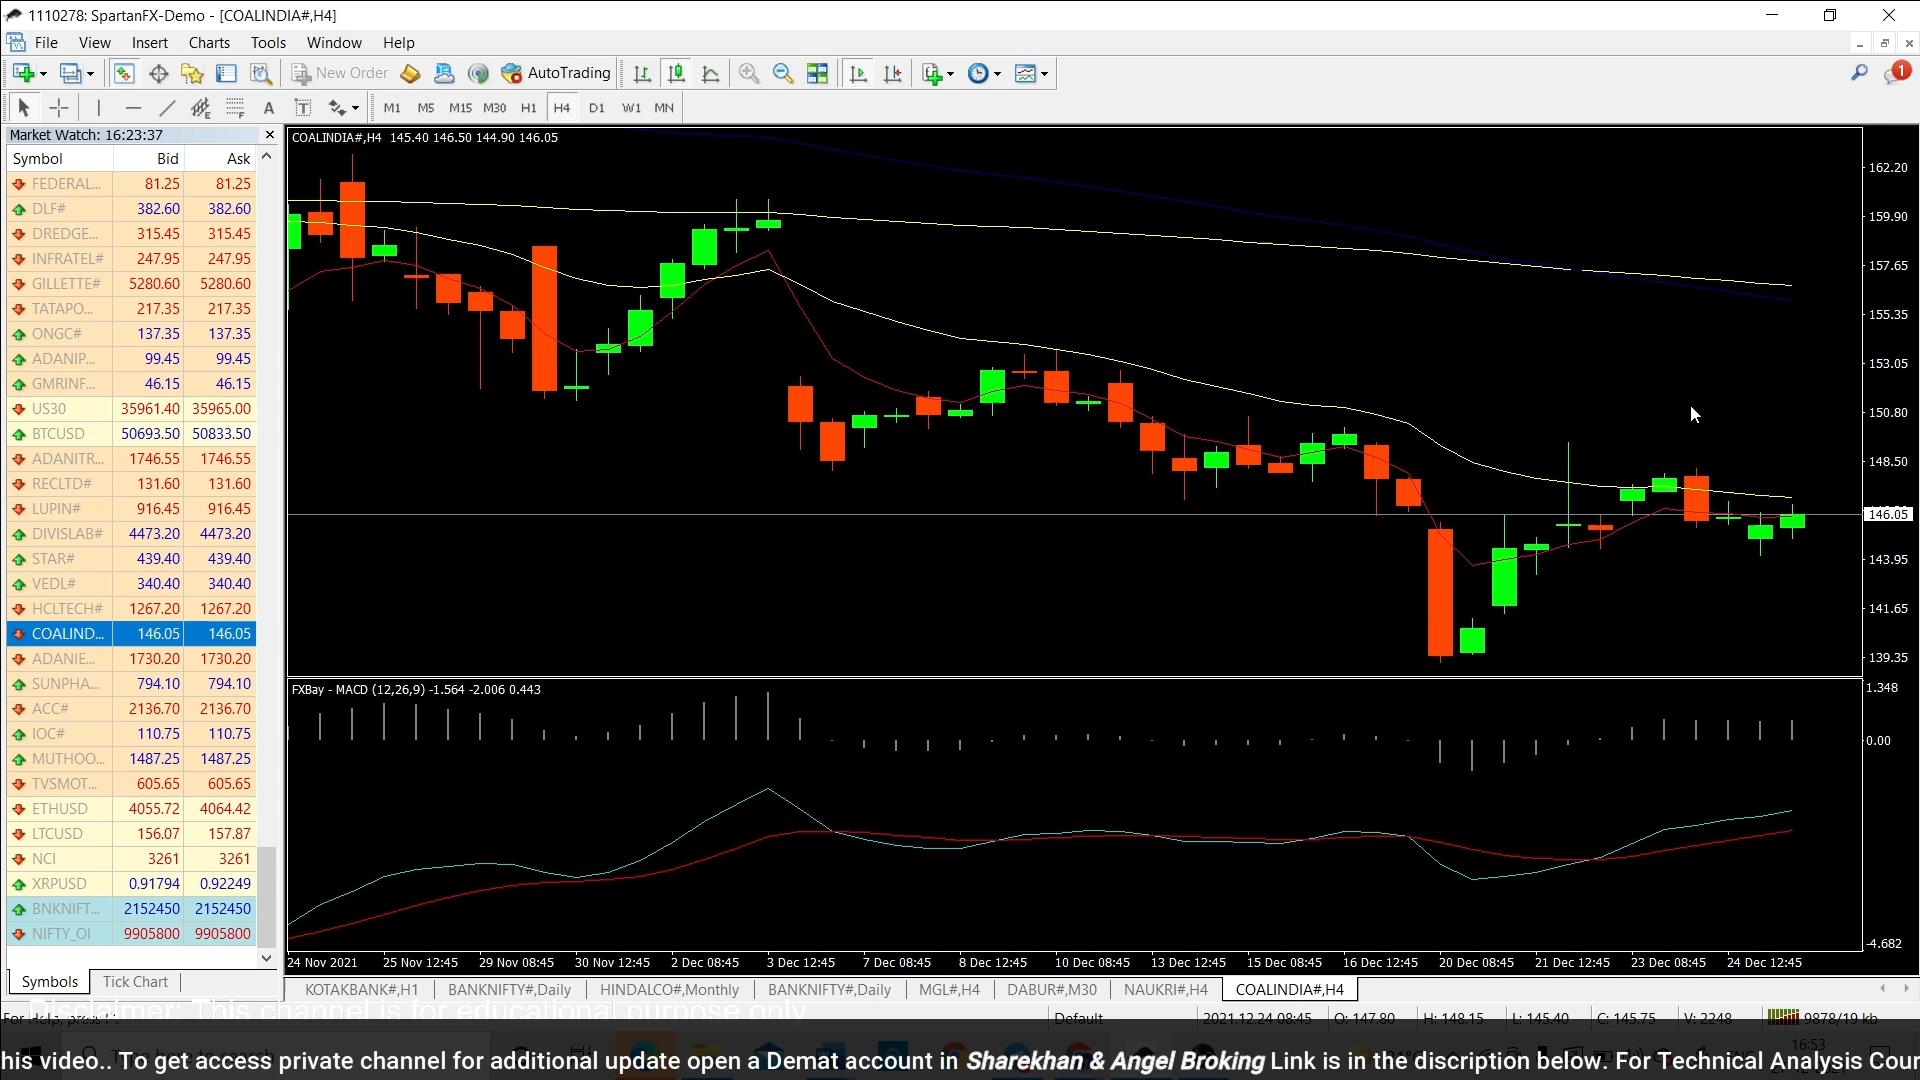 1110278: SpartanFX-Demo - [COALINDIA#,H4]
File View Insert Charts Tools Window Help
New Order AutoTrading 1
A T M1 M5 M15 M30 H1 H4 D1 W1 MN
Market Watch: 16:23:37
Symbol Bid Ask
FEDERAL... 81.25 81.25
DLF# 382.60 382.60
DREDGE... 315.45 315.45
INFRATEL# 247.95 247.95
GILLETTE# 5280.60 5280.60
TATAPO... 217.35 217.35
ONGC# 137.35 137.35
ADANIP... 99.45 99.45
GMRINF... 46.15 46.15
US30 35961.40 35965.00
BTCUSD 50693.50 50833.50
ADANITR... 1746.55 1746.55
RECLTD# 131.60 131.60
LUPIN# 916.45 916.45
DIVISLAB# 4473.20 4473.20
STAR# 439.40 439.40
VEDL# 340.40 340.40
HCLTECH# 1267.20 1267.20
COALIND... 146.05 146.05
ADANIE... 1730.20 1730.20
SUNPHA... 794.10 794.10
ACC# 2136.70 2136.70
IOC# 110.75 110.75
MUTHOO... 1487.25 1487.25
TVSMOT... 605.65 605.65
ETHUSD 4055.72 4064.42
LTCUSD 156.07 157.87
NCI 3261 3261
XRPUSD 0.91794 0.92249
BNKNIFT... 2152450 2152450
NIFTY_OI 9905800 9905800
Symbols Tick Chart
COALINDIA#,H4 145.40 146.50 144.90 146.05
162.20
159.90
157.65
155.35
153.05
150.80
148.50
146.05
143.95
141.65
139.35
FXBay - MACD (12,26,9) -1.564 -2.006 0.443
1.348
0.00
-4.682
24 Nov 2021 25 Nov 12:45 29 Nov 08:45 30 Nov 12:45 2 Dec 08:45 3 Dec 12:45 7 Dec 08:45 8 Dec 12:45 10 Dec 08:45 13 Dec 12:45 15 Dec 08:45 16 Dec 12:45 20 Dec 08:45 21 Dec 12:45 23 Dec 08:45 24 Dec 12:45
KOTAKBANK#,H1 BANKNIFTY#,Daily HINDALCO#,Monthly BANKNIFTY#,Daily MGL#,H4 DABUR#,M30 NAUKRI#,H4 COALINDIA#,H4
Disclaimer: This channel is for educational purpose only
For Help, press F1 Default 2021.12.24 08:45 O: 147.80 H: 148.15 L: 145.40 C: 145.75 V: 2248 9878/19 kb
his video.. To get access private channel for additional update open a Demat account in Sharekhan & Angel Broking Link is in the discription below. For Technical Analysis Cour
16:53